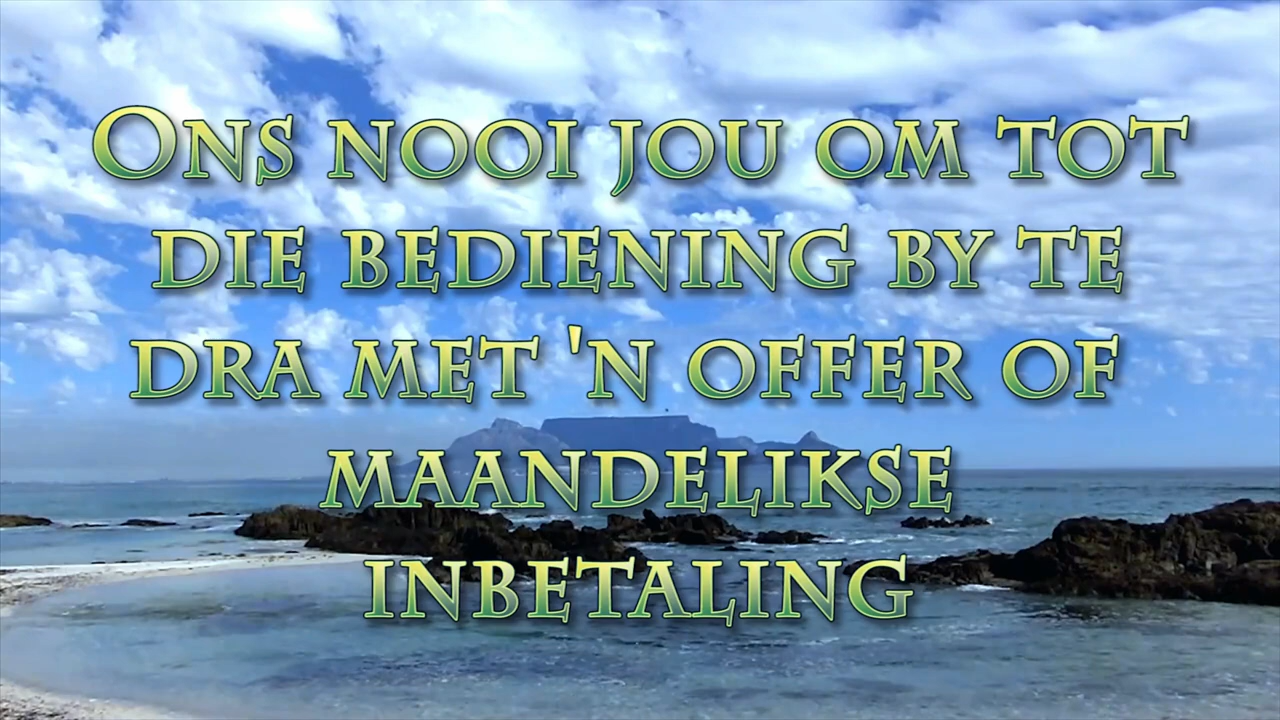 Ons nooi jou om tot
die bediening by te
dra met 'n offer of
maandelikse
inbetaling